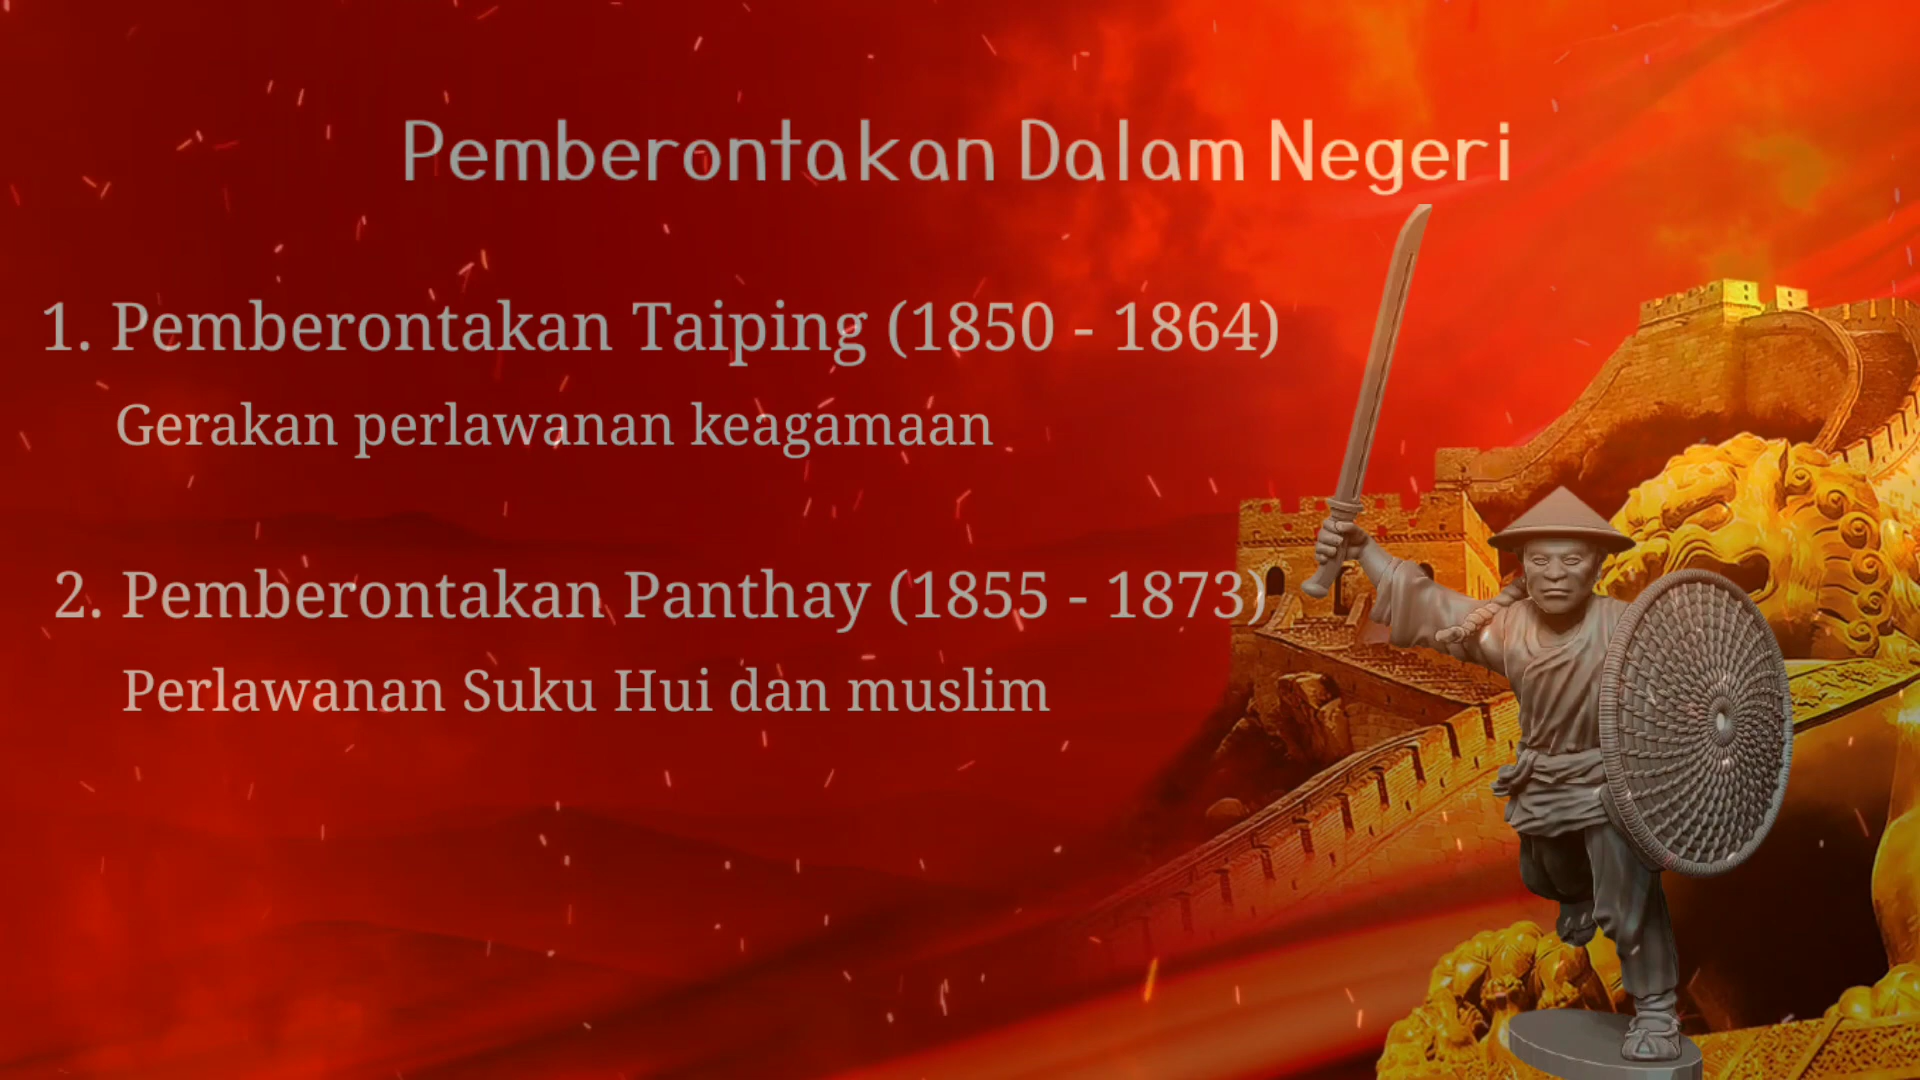 Pemberontakan Dalam Negeri
1. Pemberontakan Taiping (1850 - 1864)
Gerakan perlawanan keagamaan
2. Pemberontakan Panthay (1855 - 1873)
Perlawanan Suku Hui dan muslim